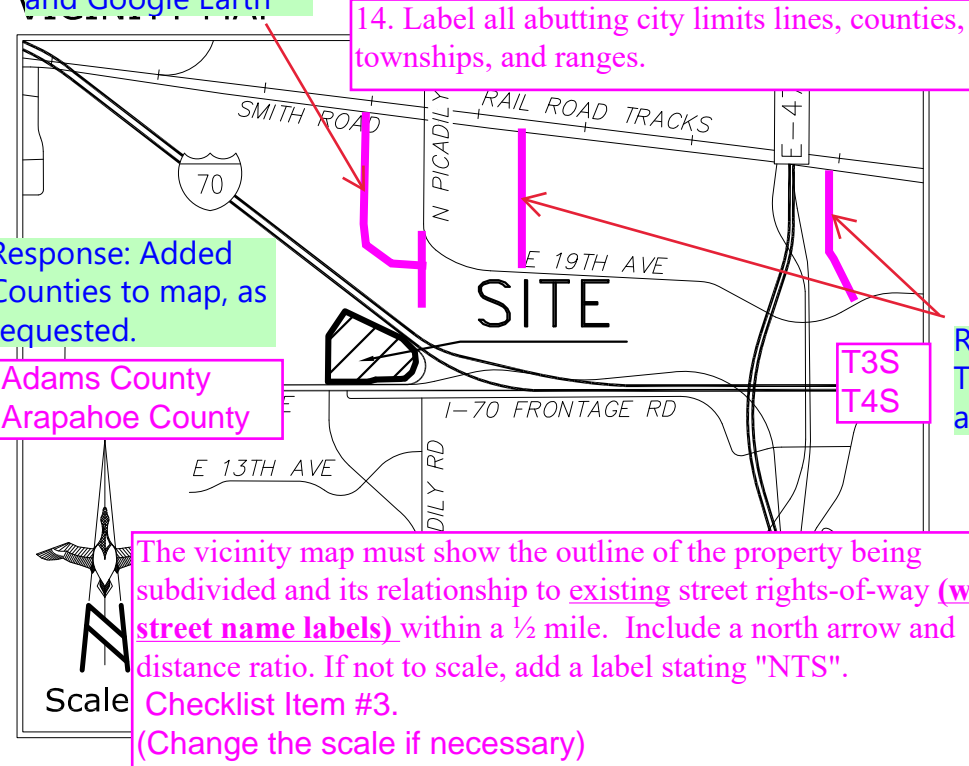 and Google Earth
VICINITY MAP
14. Label all abutting city limits lines, counties,
townships, and ranges.
SMITH ROAD
RAIL ROAD TRACKS
N PICADILY
E-47
70
E 19TH AVE
Response: Added
Counties to map, as
requested.
SITE
Adams County
Arapahoe County
T3S
T4S
I-70 FRONTAGE RD
E 13TH AVE
DILY RD
The vicinity map must show the outline of the property being
subdivided and its relationship to existing street rights-of-way (w
street name labels) within a ½ mile. Include a north arrow and
distance ratio. If not to scale, add a label stating "NTS".
N
Scale
Checklist Item #3.
(Change the scale if necessary)